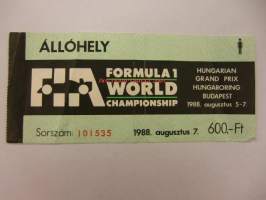 ÁLLÓHELY
FIA
FORMULA 1
WORLD
CHAMPIONSHIP
HUNGARIAN
GRAND PRIX
HUNGARORING
BUDAPEST
1988. augusztus 5-7.
Sorszám: 101535
1988. augusztus 7.
600.-Ft